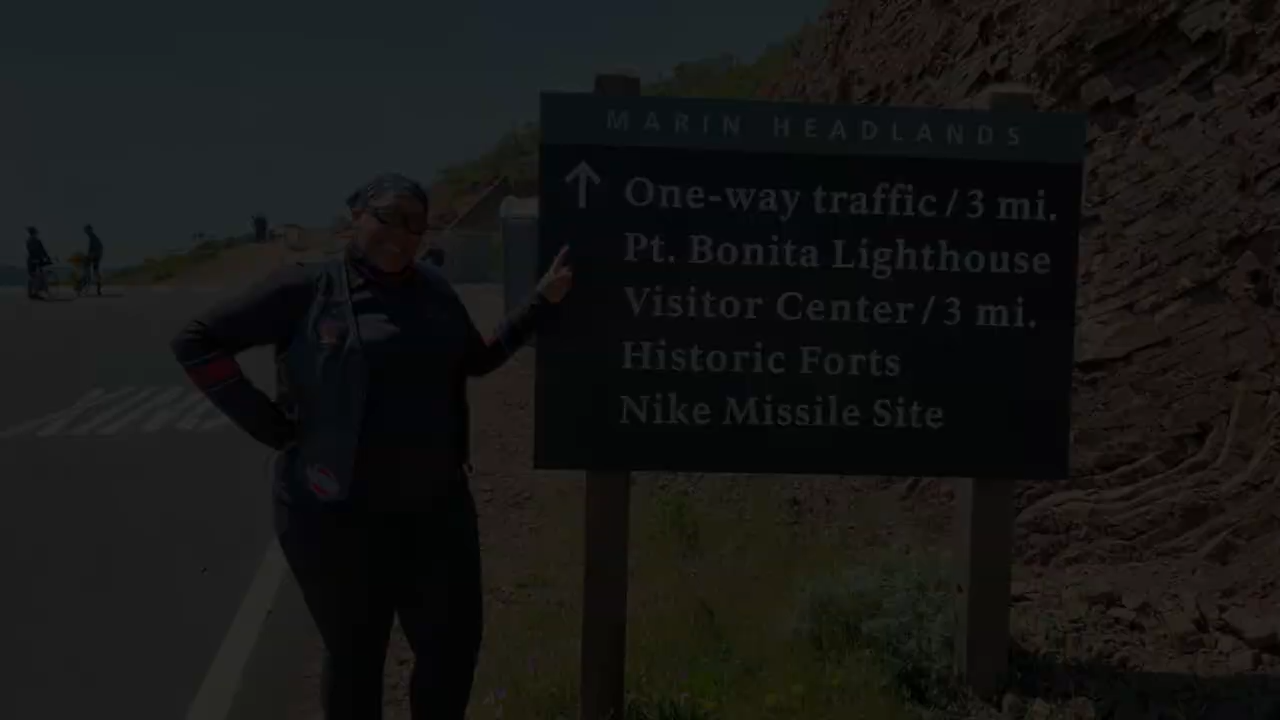 MARIN HEADLANDS
↑ One-way traffic / 3 mi.
Pt. Bonita Lighthouse
Visitor Center / 3 mi.
Historic Forts
Nike Missile Site